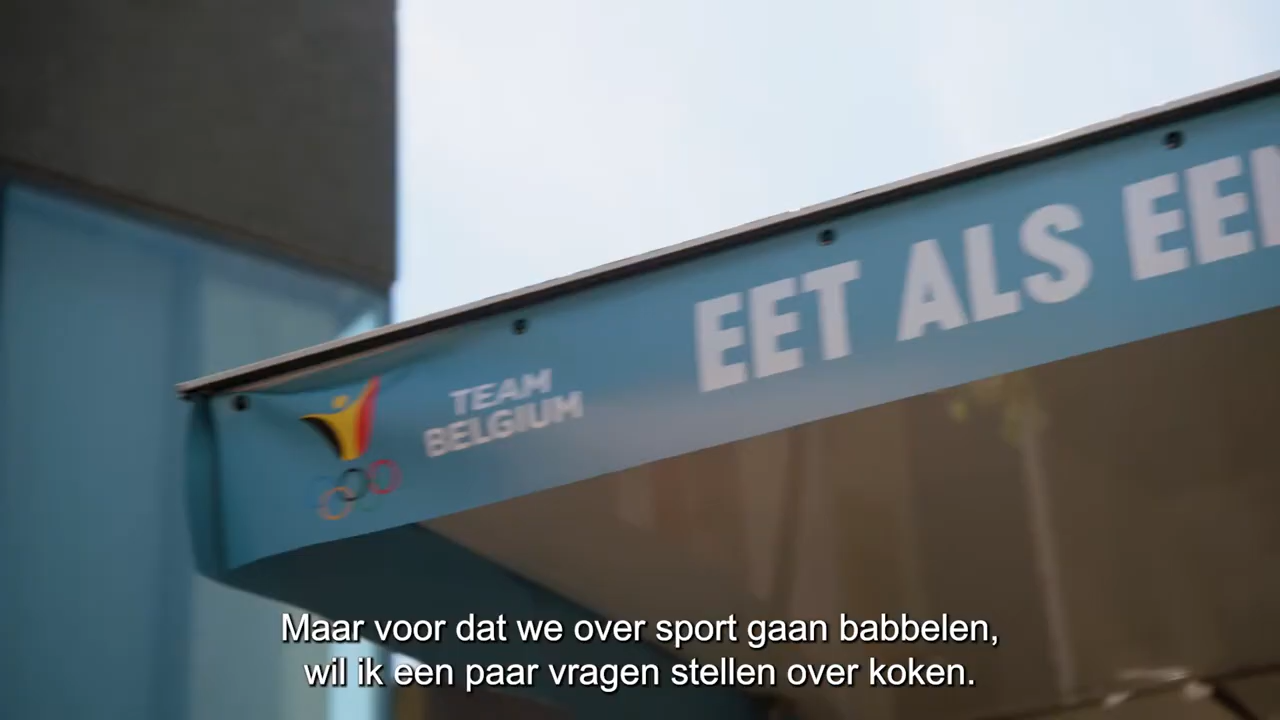 TEAM
BELGIUM
EET ALS
Maar voor dat we over sport gaan babbelen,
wil ik een paar vragen stellen over koken.